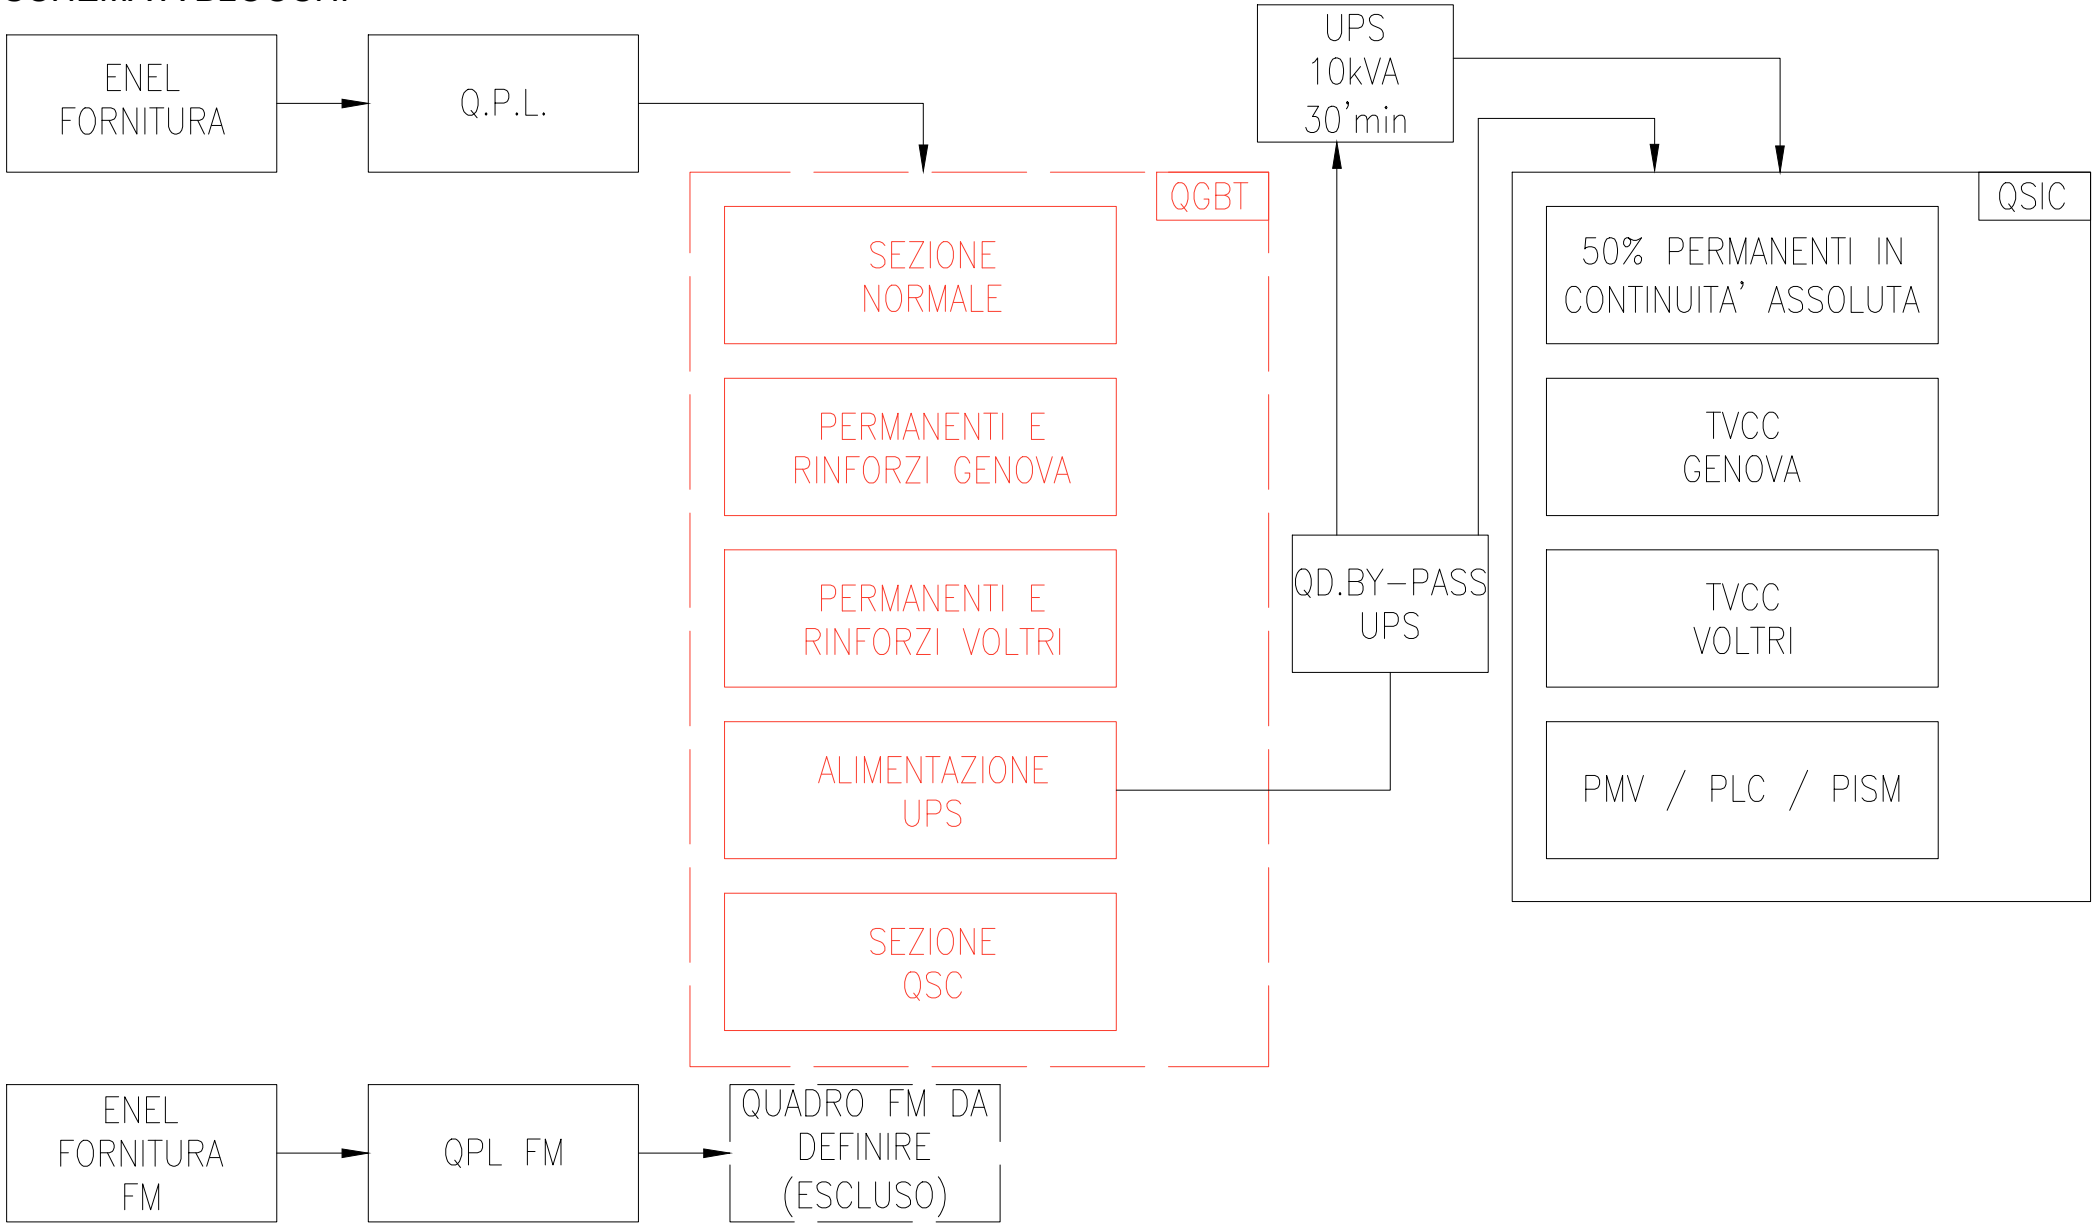 SCHEMA A BLOCCHI
ENEL
FORNITURA
Q.P.L.
UPS
10kVA
30'min
QGBT
SEZIONE
NORMALE
PERMANENTI E
RINFORZI GENOVA
PERMANENTI E
RINFORZI VOLTRI
ALIMENTAZIONE
UPS
SEZIONE
QSC
QD.BY-PASS
UPS
QSIC
50% PERMANENTI IN
CONTINUITA' ASSOLUTA
TVCC
GENOVA
TVCC
VOLTRI
PMV / PLC / PISM
ENEL
FORNITURA
FM
QPL FM
QUADRO FM DA
DEFINIRE
(ESCLUSO)